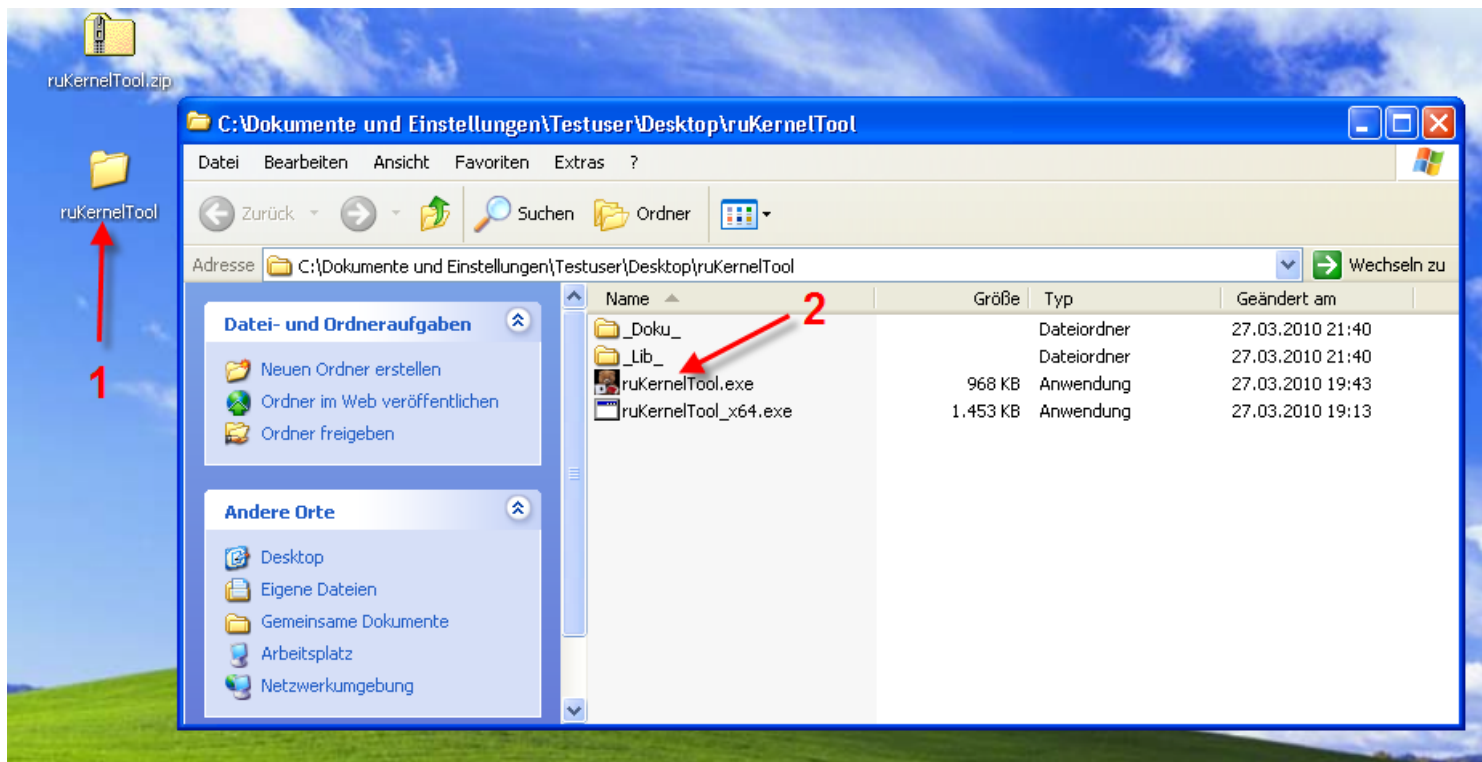 ruKernelTool.zip
ruKernelTool
1
C:\Dokumente und Einstellungen\Testuser\Desktop\ruKernelTool
Datei Bearbeiten Ansicht Favoriten Extras ?
Zurück Suchen Ordner
Adresse C:\Dokumente und Einstellungen\Testuser\Desktop\ruKernelTool Wechseln zu
Datei- und Ordneraufgaben
Neuen Ordner erstellen
Ordner im Web veröffentlichen
Ordner freigeben
Andere Orte
Desktop
Eigene Dateien
Gemeinsame Dokumente
Arbeitsplatz
Netzwerkumgebung
Name Größe Typ Geändert am
2
_Doku_ Dateiordner 27.03.2010 21:40
_Lib_ Dateiordner 27.03.2010 21:40
ruKernelTool.exe 968 KB Anwendung 27.03.2010 19:43
ruKernelTool_x64.exe 1.453 KB Anwendung 27.03.2010 19:13